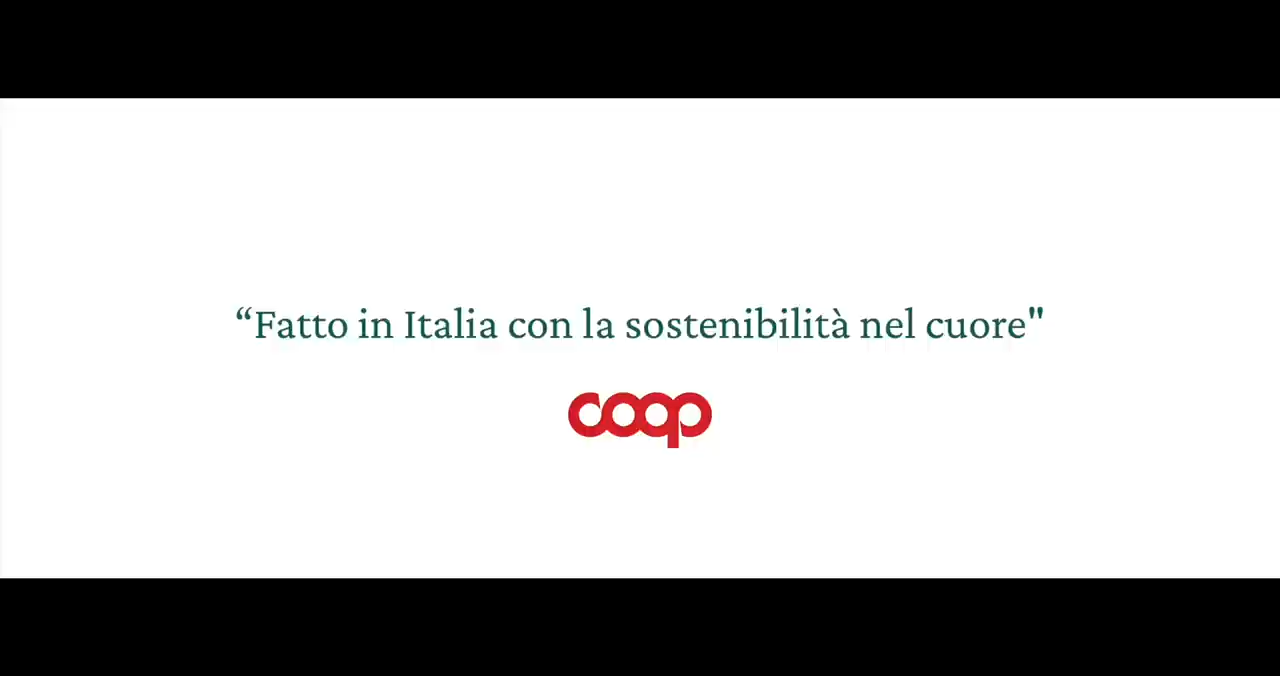 “Fatto in Italia con la sostenibilità nel cuore"
coop